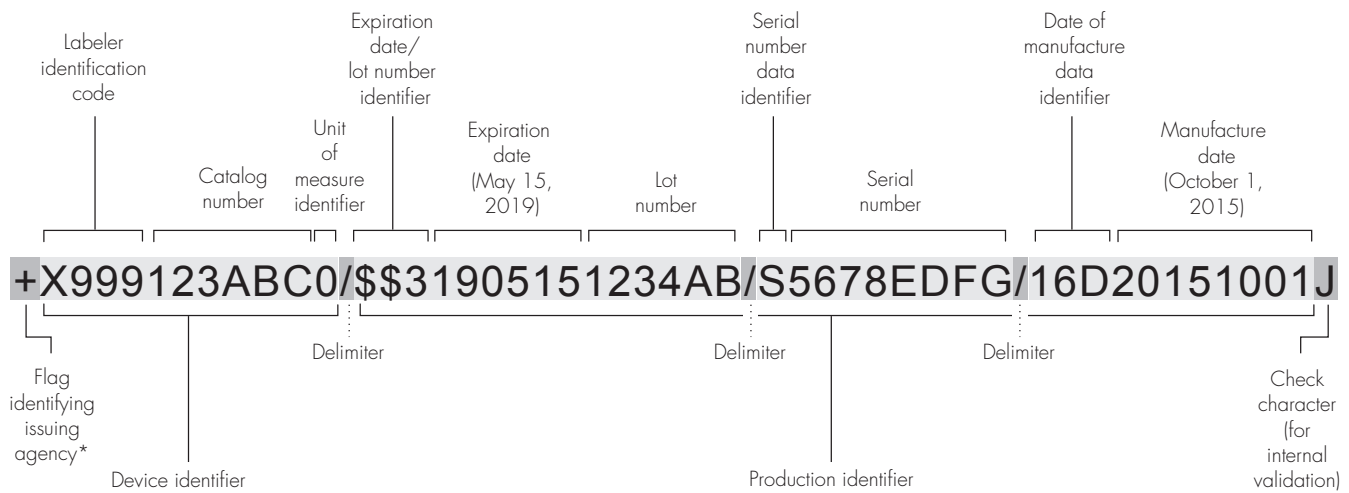 Labeler
identification
code
Catalog
number
Unit
of
measure
identifier
Expiration
date/
lot number
identifier
Expiration
date
(May 15,
2019)
Lot
number
Serial
number
data
identifier
Serial
number
Date of
manufacture
data
identifier
Manufacture
date
(October 1,
2015)
+X999123ABC0/$$31905151234AB/S5678EDFG/16D20151001J
Flag
identifying
issuing
agency*
Device identifier
Delimiter
Delimiter
Production identifier
Delimiter
Check
character
(for
internal
validation)